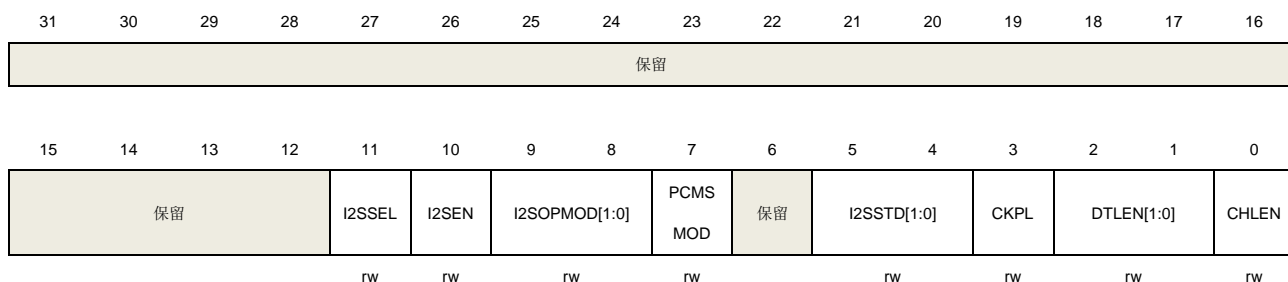 31 30 29 28 27 26 25 24 23 22 21 20 19 18 17 16
保留
15 14 13 12 11 10 9 8 7 6 5 4 3 2 1 0
保留 I2SSEL I2SEN I2SOPMOD[1:0] PCMS MOD 保留 I2SSTD[1:0] CKPL DTLEN[1:0] CHLEN
rw rw rw rw rw rw rw rw